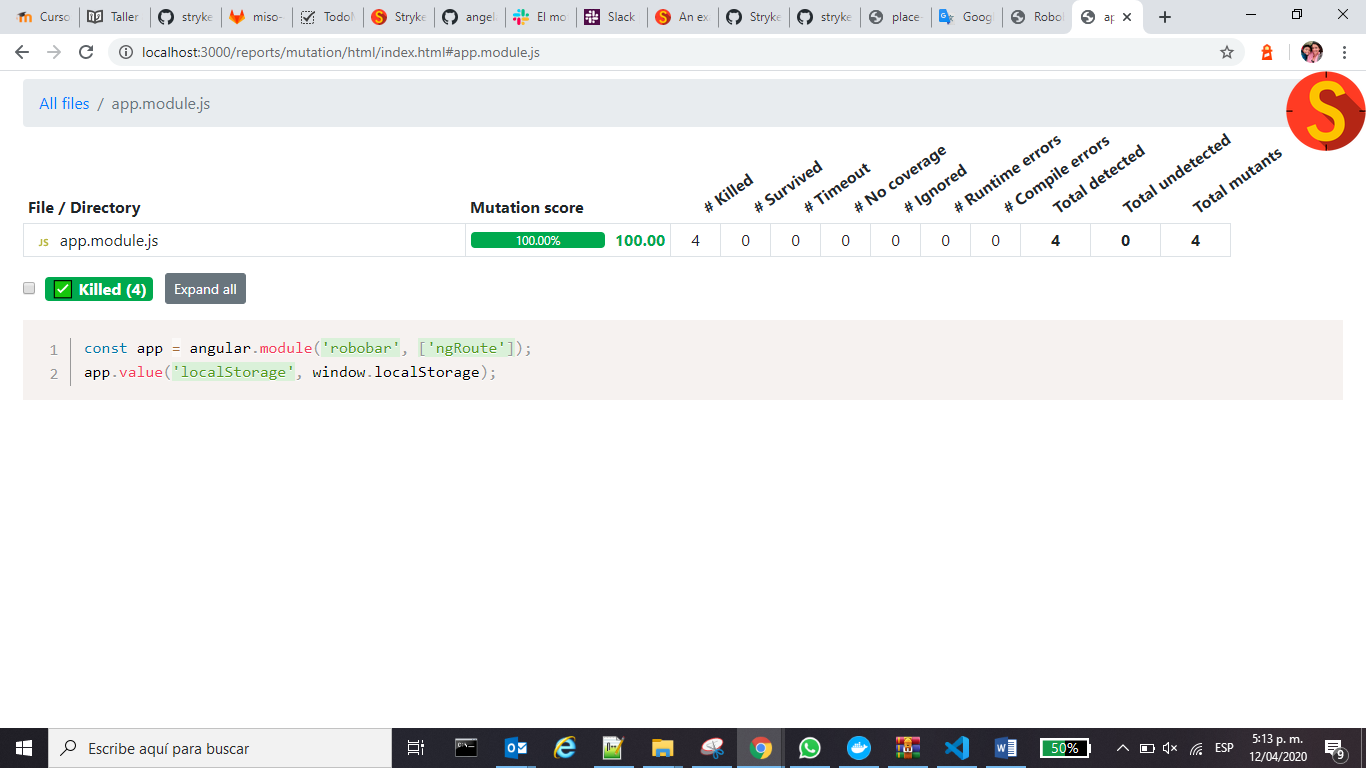 Curso
Taller
stryke
miso-
TodoM
Stryke
angela
El mo
Slack
An exa
Stryke
stryke
place-
Goog
Robol
ap
localhost:3000/reports/mutation/html/index.html#app.module.js
All files / app.module.js
S
File / Directory Mutation score # Killed # Survived # Timeout # No coverage # Ignored # Runtime errors # Compile errors Total detected Total undetected Total mutants
JS app.module.js 100.00% 100.00 4 0 0 0 0 0 0 4 0 4
✅ Killed (4) Expand all
1 const app = angular.module('robobar', ['ngRoute']);
2 app.value('localStorage', window.localStorage);
Escribe aquí para buscar
50%
ESP
5:13 p. m.
12/04/2020
9